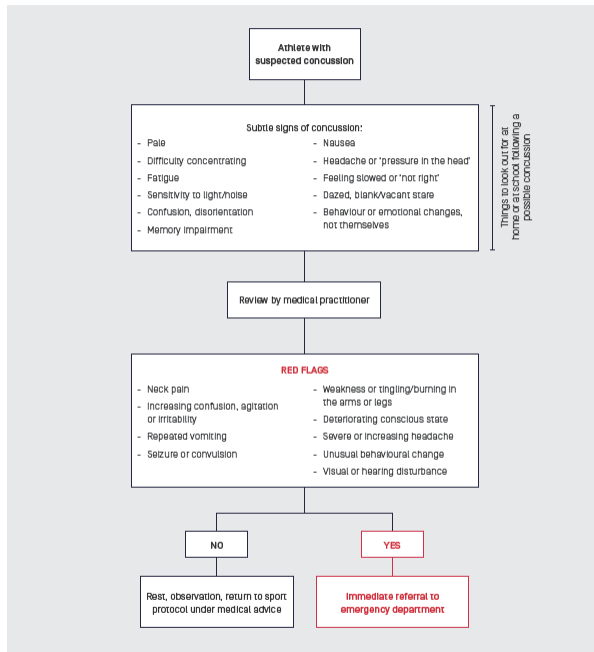 Athlete with
suspected concussion
Subtle signs of concussion:
- Pale
- Difficulty concentrating
- Fatigue
- Sensitivity to light/noise
- Confusion, disorientation
- Memory impairment
- Nausea
- Headache or ‘pressure in the head’
- Feeling slowed or ‘not right’
- Dazed, blank/vacant stare
- Behaviour or emotional changes,
not themselves
Things to look out for at
home or at school following a
possible concussion
Review by medical practitioner
RED FLAGS
- Neck pain
- Increasing confusion, agitation
or irritability
- Repeated vomiting
- Seizure or convulsion
- Weakness or tingling/burning in
the arms or legs
- Deteriorating conscious state
- Severe or increasing headache
- Unusual behavioural change
- Visual or hearing disturbance
NO
YES
Rest, observation, return to sport
protocol under medical advice
Immediate referral to
emergency department